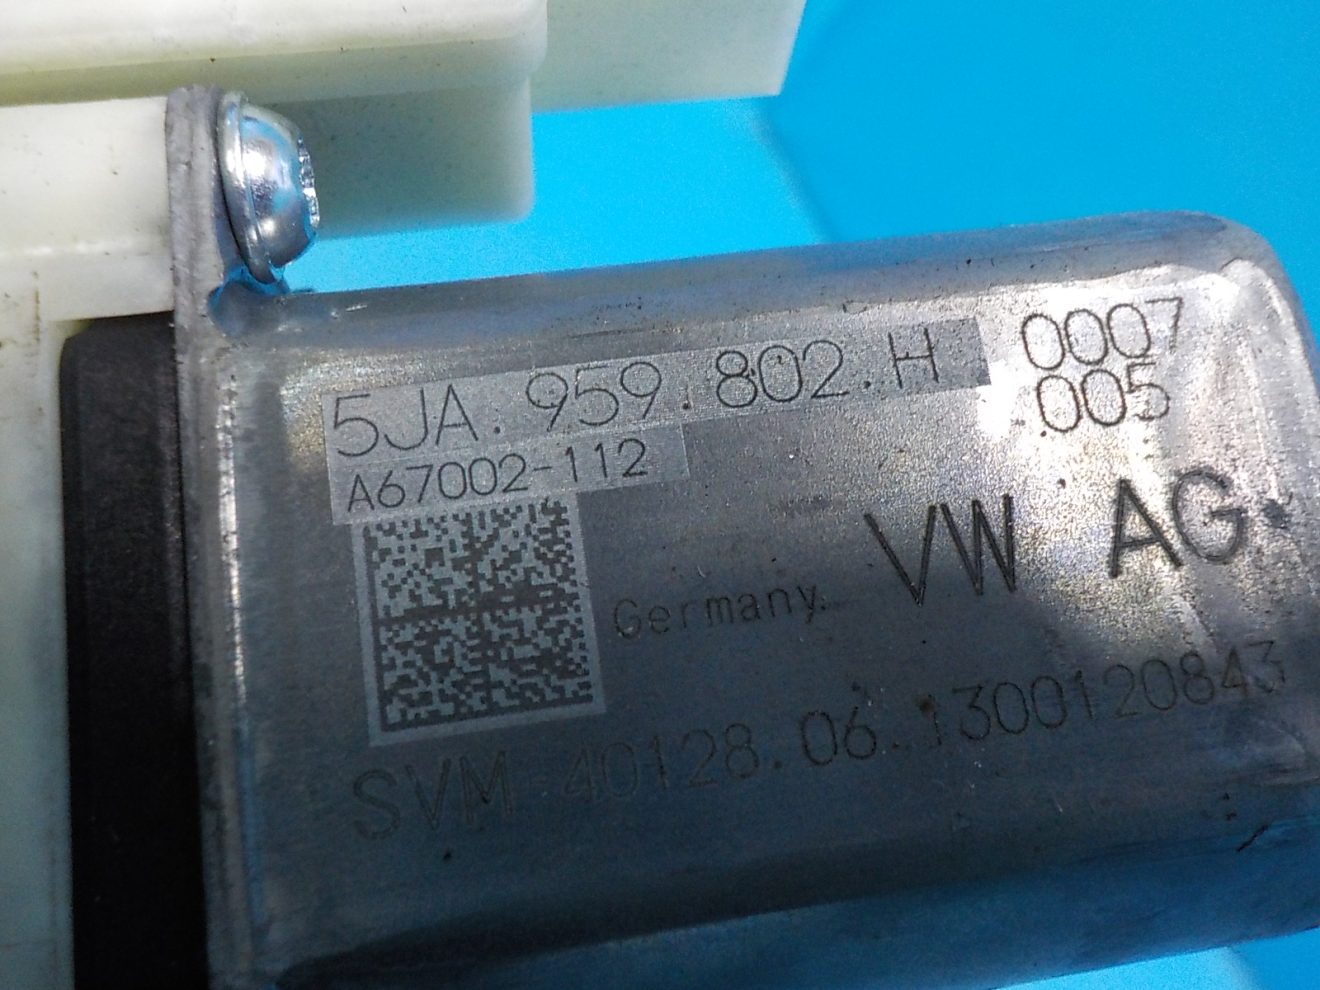 5JA.959.802.H 0007
005
A67002-112
VW AG.
Germany.
SVM 40128.06.1300120843